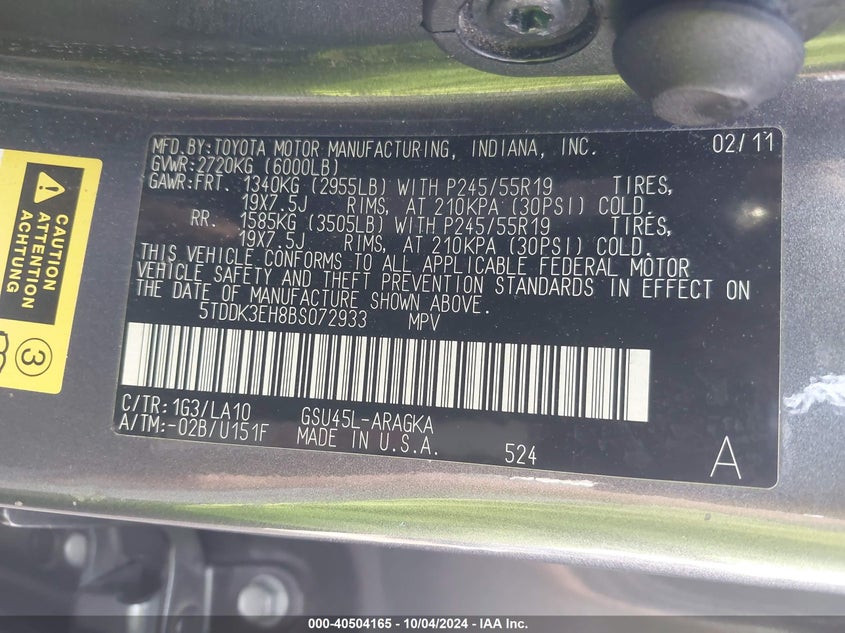 MFD.BY:TOYOTA MOTOR MANUFACTURING, INDIANA, INC. 02/11
GVWR:2720KG (6000LB)
GAWR:FRT. 1340KG (2955LB) WITH P245/55R19 TIRES,
19X7.5J RIMS, AT 210KPA (30PSI) COLD.
RR. 1585KG (3505LB) WITH P245/55R19 TIRES,
19X7.5J RIMS, AT 210KPA (30PSI) COLD.
THIS VEHICLE CONFORMS TO ALL APPLICABLE FEDERAL MOTOR
VEHICLE SAFETY AND THEFT PREVENTION STANDARDS IN EFFECT ON
THE DATE OF MANUFACTURE SHOWN ABOVE.
5TDDK3EH8BS072933 MPV
C/TR:1G3/LA10 GSU45L-ARAGKA
A/TM:-02B/U151F MADE IN U.S.A. 524
A
CAUTION
ATTENTION
ACHTUNG
3
000-40504165 - 10/04/2024 - IAA Inc.